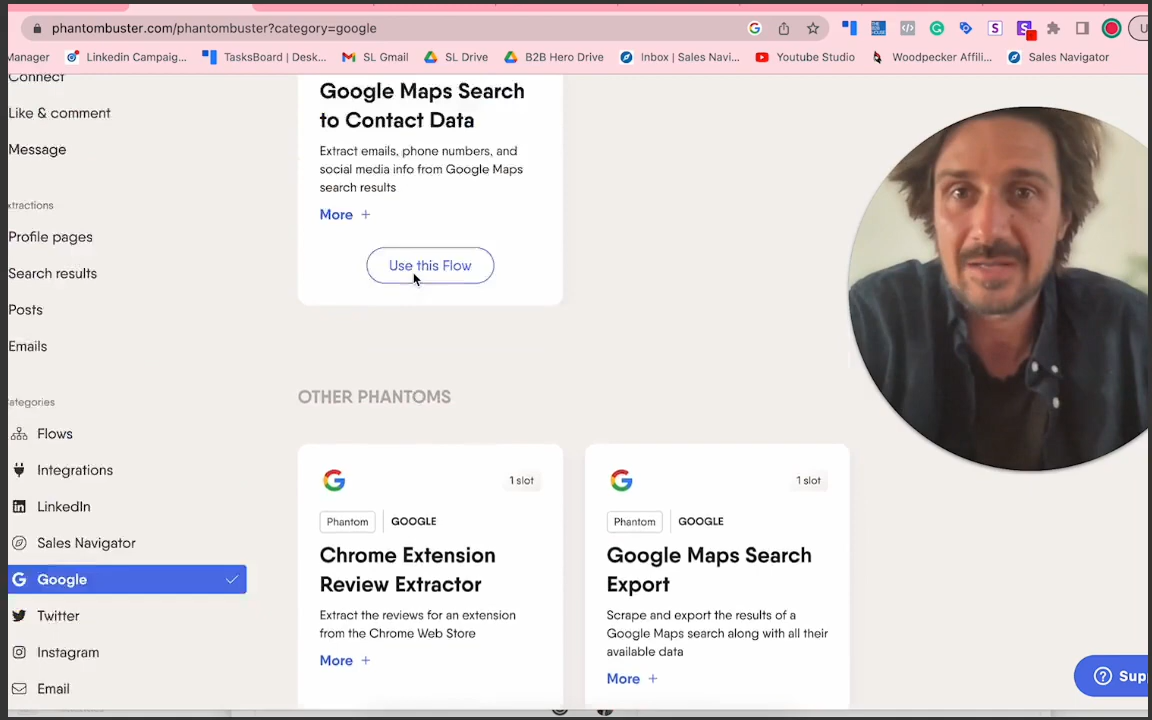 phantombuster.com/phantombuster?category=google
Manager
Linkedin Campaig...
TasksBoard | Desk...
SL Gmail
SL Drive
B2B Hero Drive
Inbox | Sales Navi...
Youtube Studio
Woodpecker Affili...
Sales Navigator
Connect
Like & comment
Message
xtractions
Profile pages
Search results
Posts
Emails
ategories
Flows
Integrations
LinkedIn
Sales Navigator
Google
Twitter
Instagram
Email
Google Maps Search
to Contact Data
Extract emails, phone numbers, and
social media info from Google Maps
search results
More +
Use this Flow
OTHER PHANTOMS
1 slot
Phantom
GOOGLE
Chrome Extension
Review Extractor
Extract the reviews for an extension
from the Chrome Web Store
More +
1 slot
Phantom
GOOGLE
Google Maps Search
Export
Scrape and export the results of a
Google Maps search along with all their
available data
More +
Sup